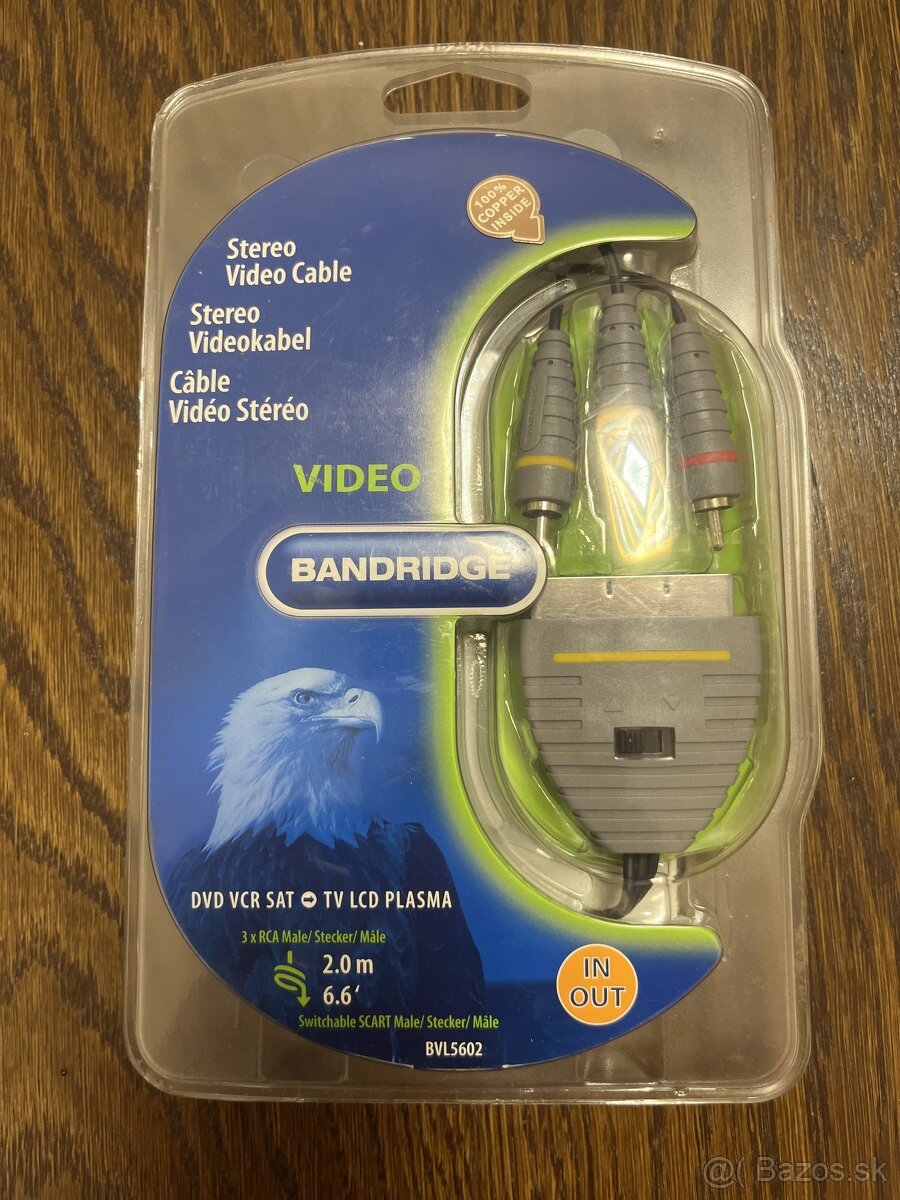 100%
COPPER
INSIDE
Stereo
Video Cable
Stereo
Videokabel
Câble
Vidéo Stéréo
VIDEO
BANDRIDGE
DVD VCR SAT TV LCD PLASMA
3 x RCA Male/ Stecker/ Mâle
2.0 m
6.6‘
Switchable SCART Male/ Stecker/ Mâle
BVL5602
IN
OUT
@( Bazos.sk